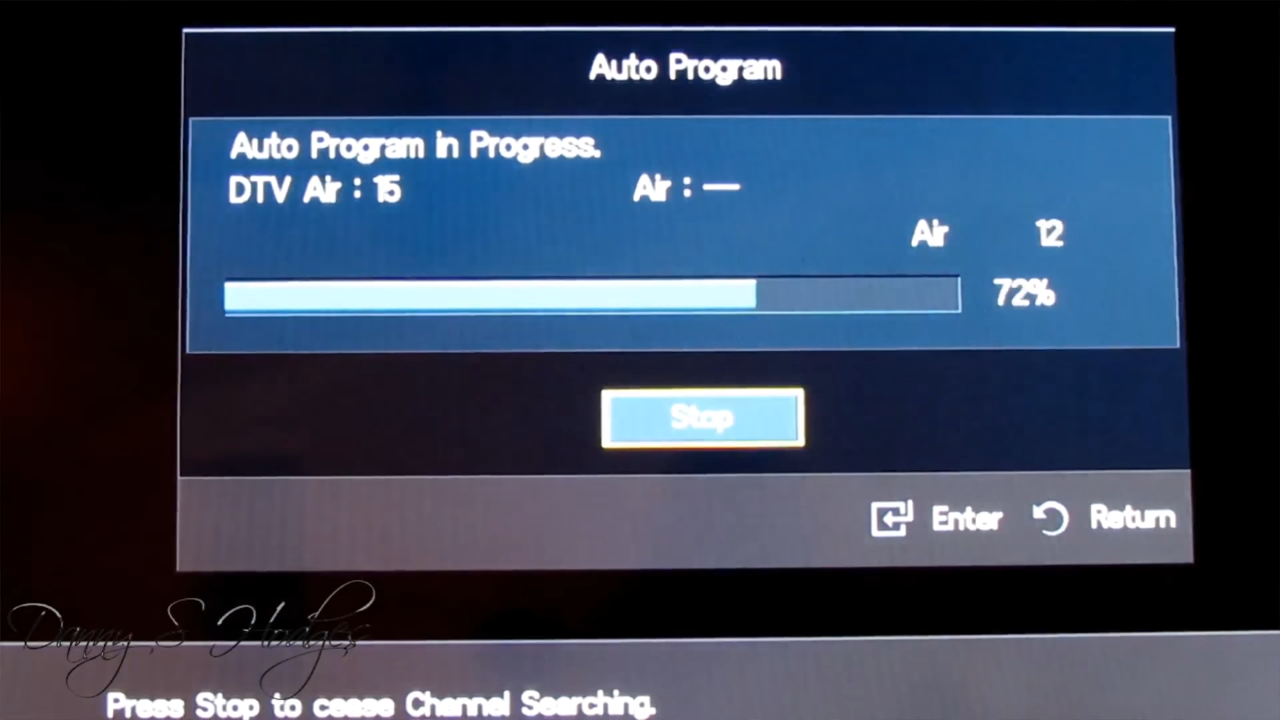 Auto Program
Auto Program in Progress.
DTV Air : 15 Air : —
Air 12
72%
Stop
Enter Return
Danny S Hodges
Press Stop to cease Channel Searching.